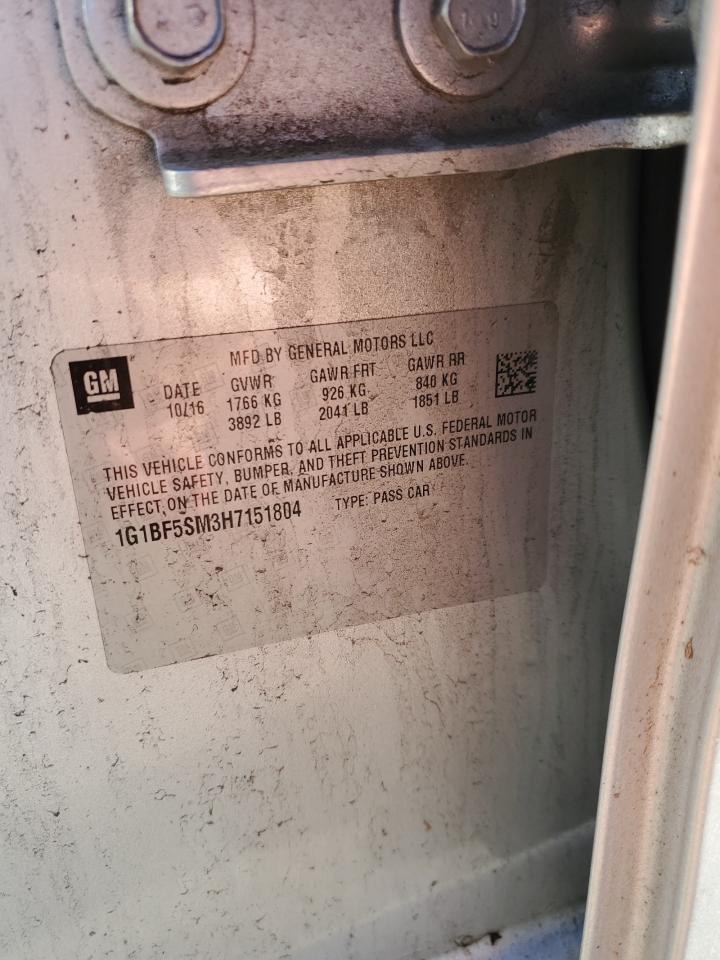 GM
MFD BY GENERAL MOTORS LLC
DATE GVWR GAWR FRT GAWR RR
10/16 1766 KG 926 KG 840 KG
3892 LB 2041 LB 1851 LB
THIS VEHICLE CONFORMS TO ALL APPLICABLE U.S. FEDERAL MOTOR
VEHICLE SAFETY, BUMPER, AND THEFT PREVENTION STANDARDS IN
EFFECT ON THE DATE OF MANUFACTURE SHOWN ABOVE.
1G1BF5SM3H7151804 TYPE: PASS CAR